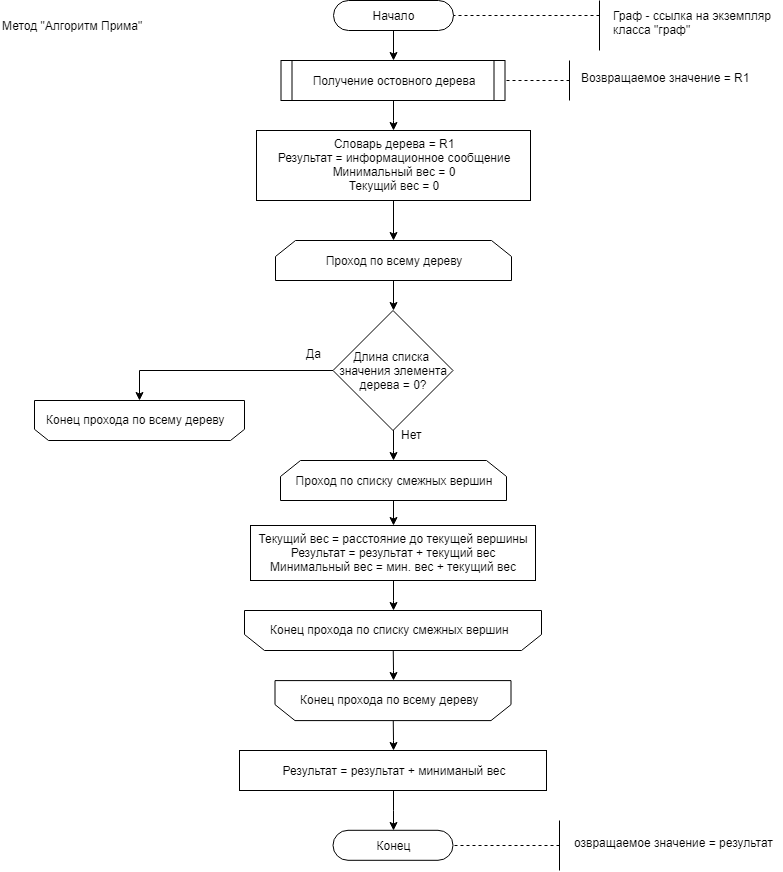 Метод "Алгоритм Прима"
Начало
Граф - ссылка на экземпляр
класса "граф"
Получение остовного дерева
Возвращаемое значение = R1
Словарь дерева = R1
Результат = информационное сообщение
Минимальный вес = 0
Текущий вес = 0
Проход по всему дереву
Да
Длина списка
значения элемента
дерева = 0?
Конец прохода по всему дереву
Нет
Проход по списку смежных вершин
Текущий вес = расстояние до текущей вершины
Результат = результат + текущий вес
Минимальный вес = мин. вес + текущий вес
Конец прохода по списку смежных вершин
Конец прохода по всему дереву
Результат = результат + миниманый вес
Конец
озвращаемое значение = результат